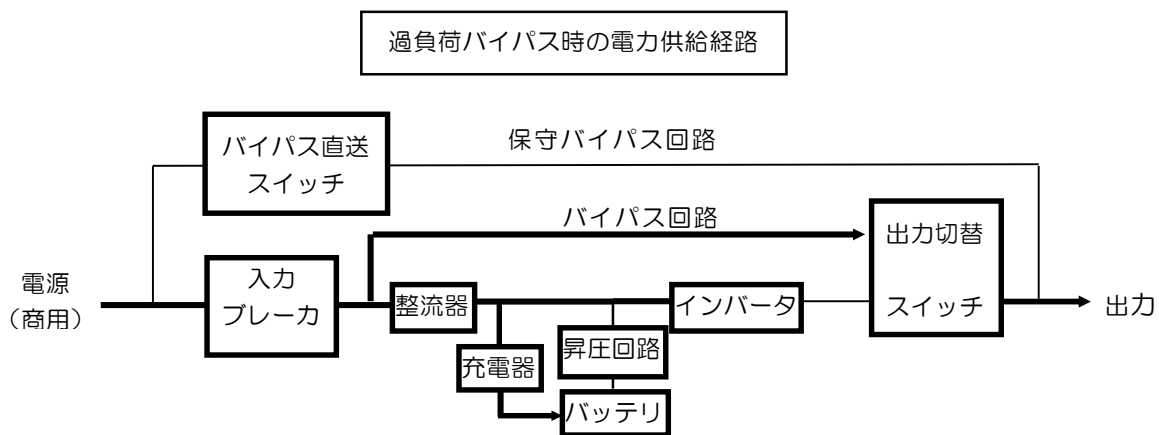 過負荷バイパス時の電力供給経路
バイパス直送
スイッチ
保守バイパス回路
バイパス回路
出力切替
スイッチ
電源
（商用）
入力
ブレーカ
整流器
インバータ
出力
充電器
昇圧回路
バッテリ